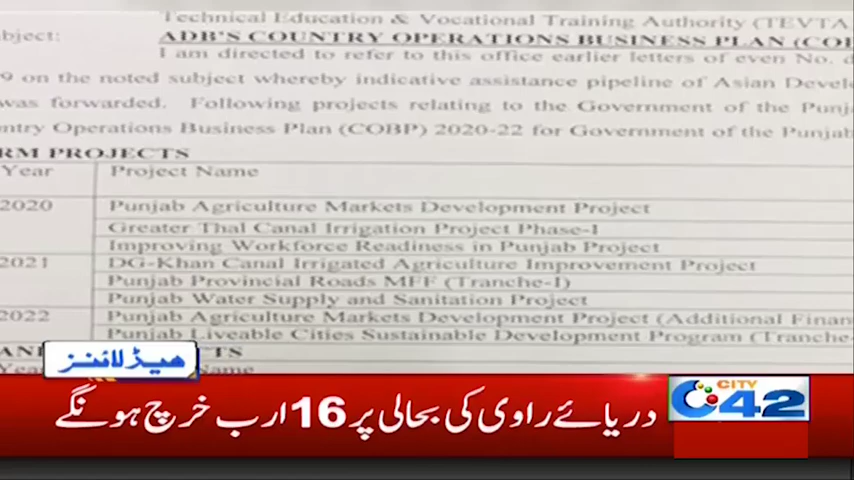 Technical Education & Vocational Training Authority (TEVTA
bject: ADB'S COUNTRY OPERATIONS BUSINESS PLAN (COB
I am directed to refer to this office earlier letters of even No. d
9 on the noted subject whereby indicative assistance pipeline of Asian Develo
was forwarded. Following projects relating to the Government of the Punj
ntry Operations Business Plan (COBP) 2020-22 for Government of the Punjab
RM PROJECTS
Year Project Name
2020 Punjab Agriculture Markets Development Project
Greater Thal Canal Irrigation Project Phase-I
Improving Workforce Readiness in Punjab Project
2021 DG-Khan Canal Irrigated Agriculture Improvement Project
Punjab Provincial Roads MFF (Tranche-I)
Punjab Water Supply and Sanitation Project
2022 Punjab Agriculture Markets Development Project (Additional Finan
Punjab Liveable Cities Sustainable Development Program (Tranche-
ہیڈلائنز
CITY
42
دریائے راوی کی بحالی پر 16 ارب خرچ ہونگے